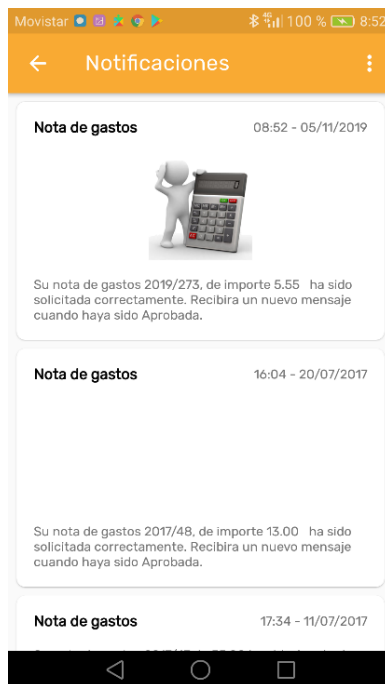 Movistar 4G 100 % 8:52
Notificaciones
Nota de gastos 08:52 - 05/11/2019
Su nota de gastos 2019/273, de importe 5.55 ha sido
solicitada correctamente. Recibira un nuevo mensaje
cuando haya sido Aprobada.
Nota de gastos 16:04 - 20/07/2017
Su nota de gastos 2017/48, de importe 13.00 ha sido
solicitada correctamente. Recibira un nuevo mensaje
cuando haya sido Aprobada.
Nota de gastos 17:34 - 11/07/2017